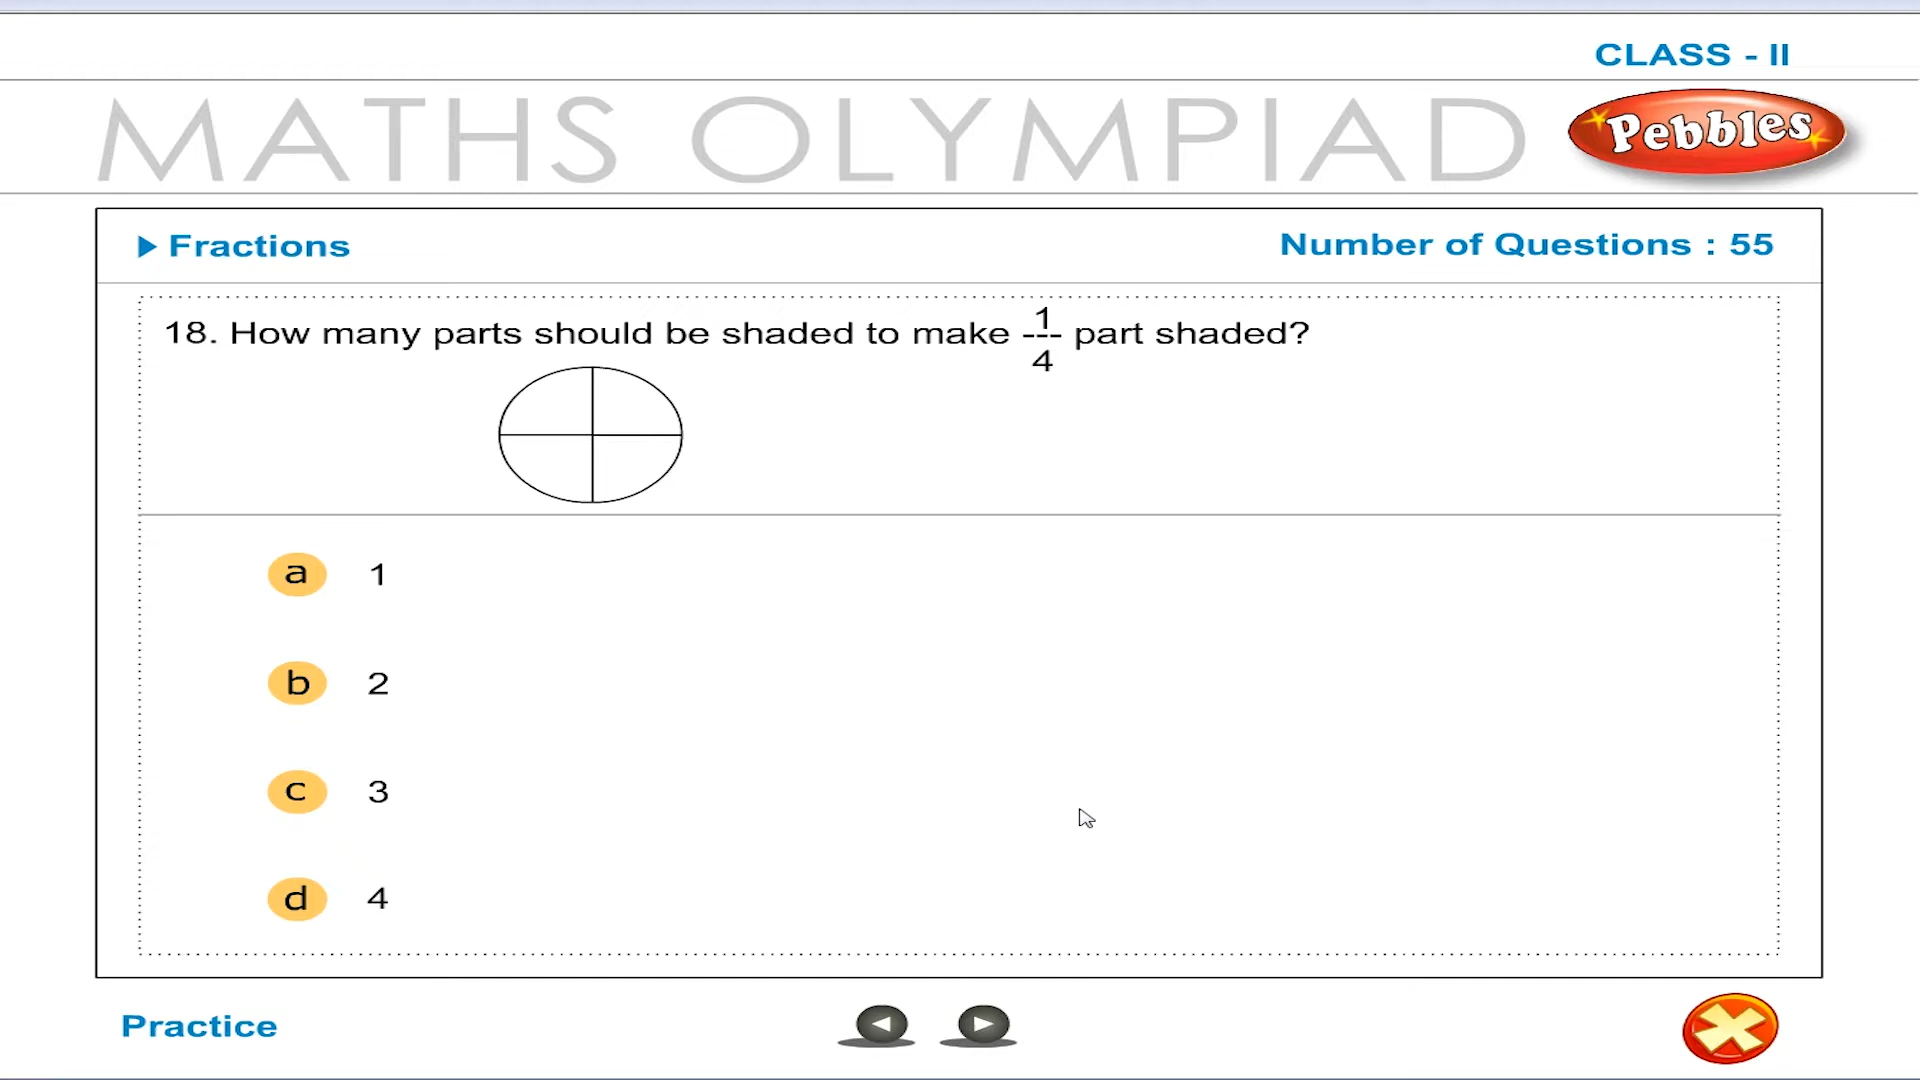 CLASS - II
MATHS OLYMPIAD
Pebbles
Fractions
Number of Questions : 55
18. How many parts should be shaded to make 1/4 part shaded?
a 1
b 2
c 3
d 4
Practice